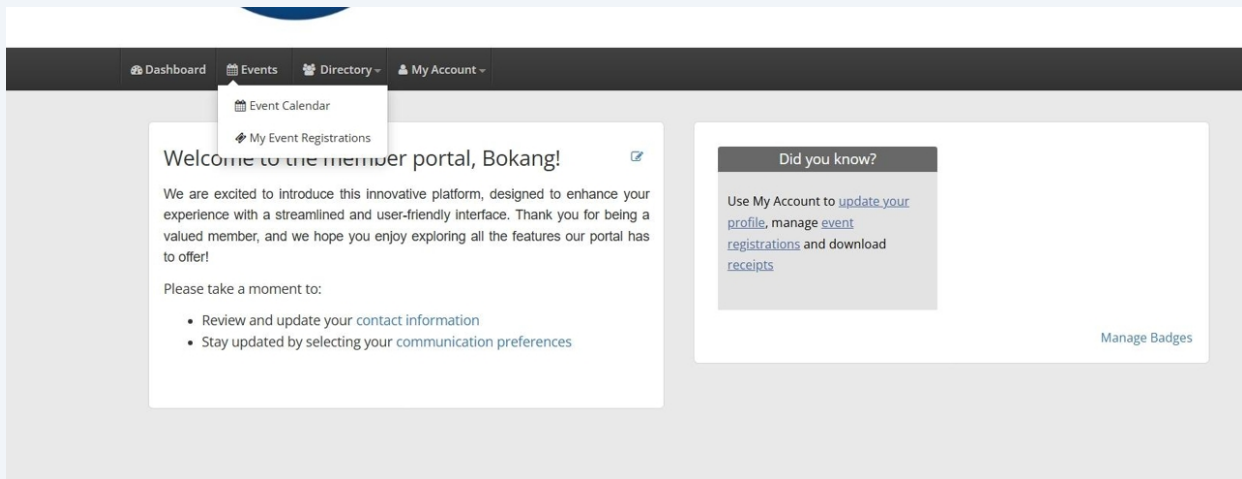 Dashboard Events Directory My Account
Event Calendar
My Event Registrations
Welcome to the member portal, Bokang!
We are excited to introduce this innovative platform, designed to enhance your
experience with a streamlined and user-friendly interface. Thank you for being a
valued member, and we hope you enjoy exploring all the features our portal has
to offer!
Please take a moment to:
• Review and update your contact information
• Stay updated by selecting your communication preferences
Did you know?
Use My Account to update your
profile, manage event
registrations and download
receipts
Manage Badges